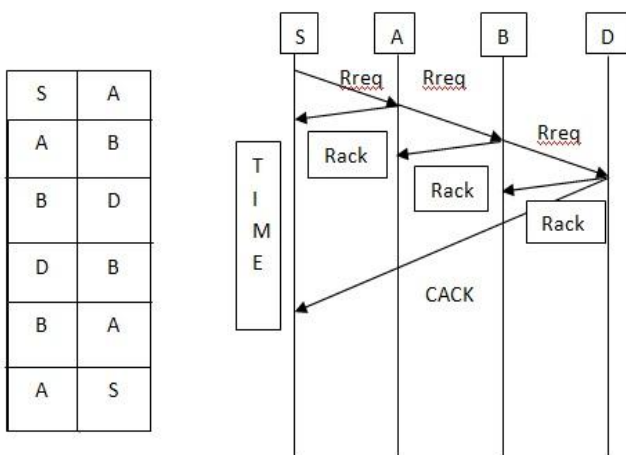 S A
A B
B D
D B
B A
A S
S A B D
Rreq Rreq
Rreq
Rack
Rack
Rack
T
I
M
E
CACK